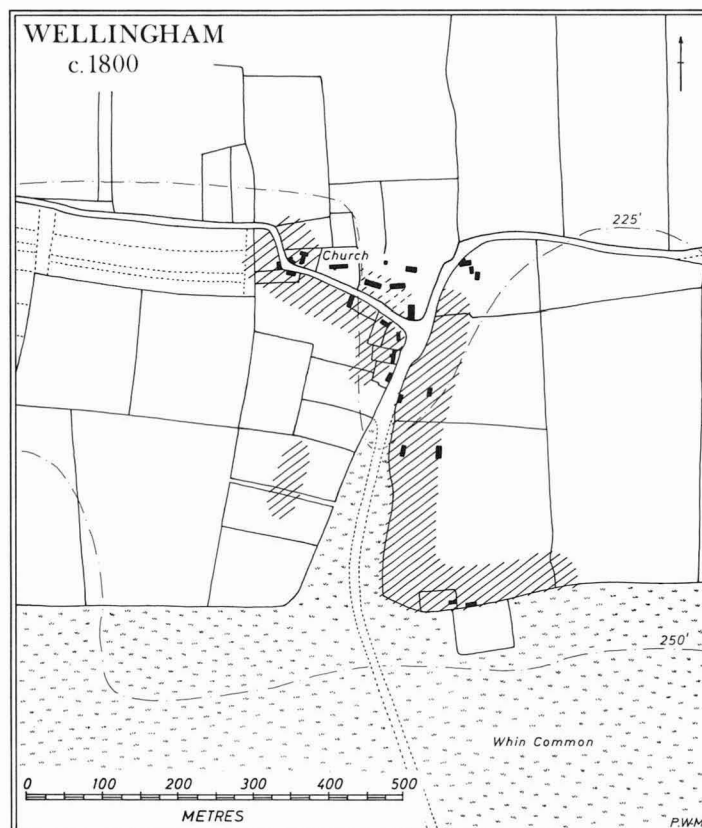 WELLINGHAM
c.1800
225'
Church
250'
Whin Common
0 100 200 300 400 500
METRES
P.W-M